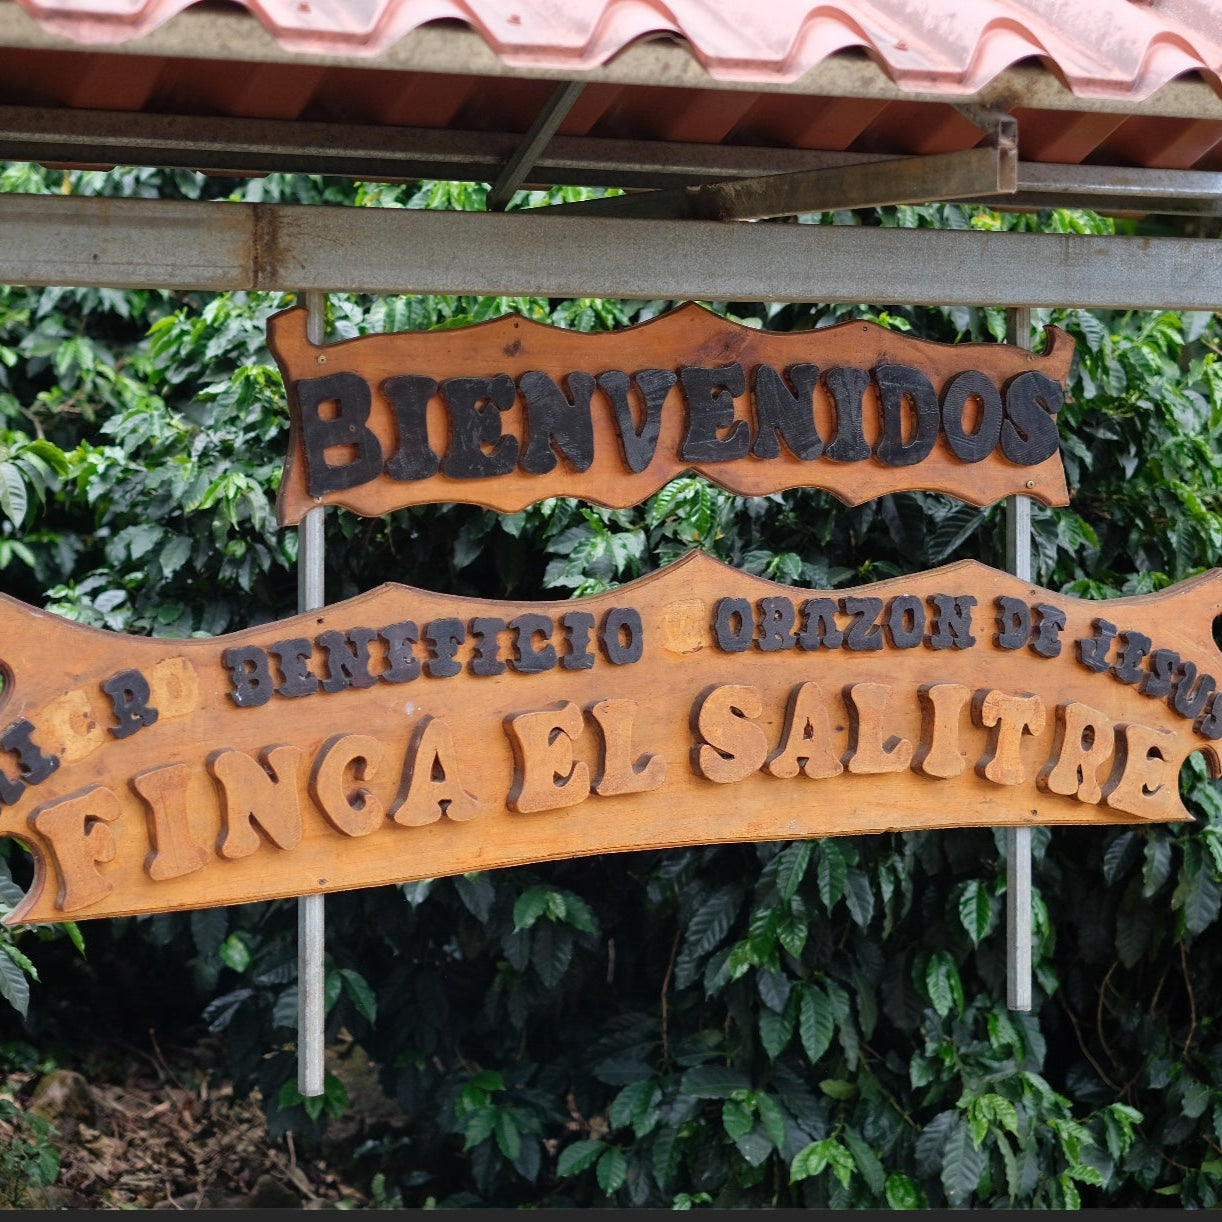 BIENVENIDOS
BENEFICIO ORAZON DE JESUS
FINCA EL SALITRE